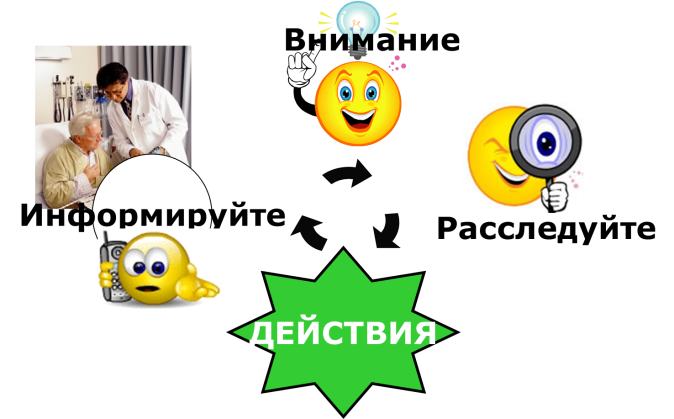 Внимание
Информируйте
Расследуйте
ДЕЙСТВИЯ